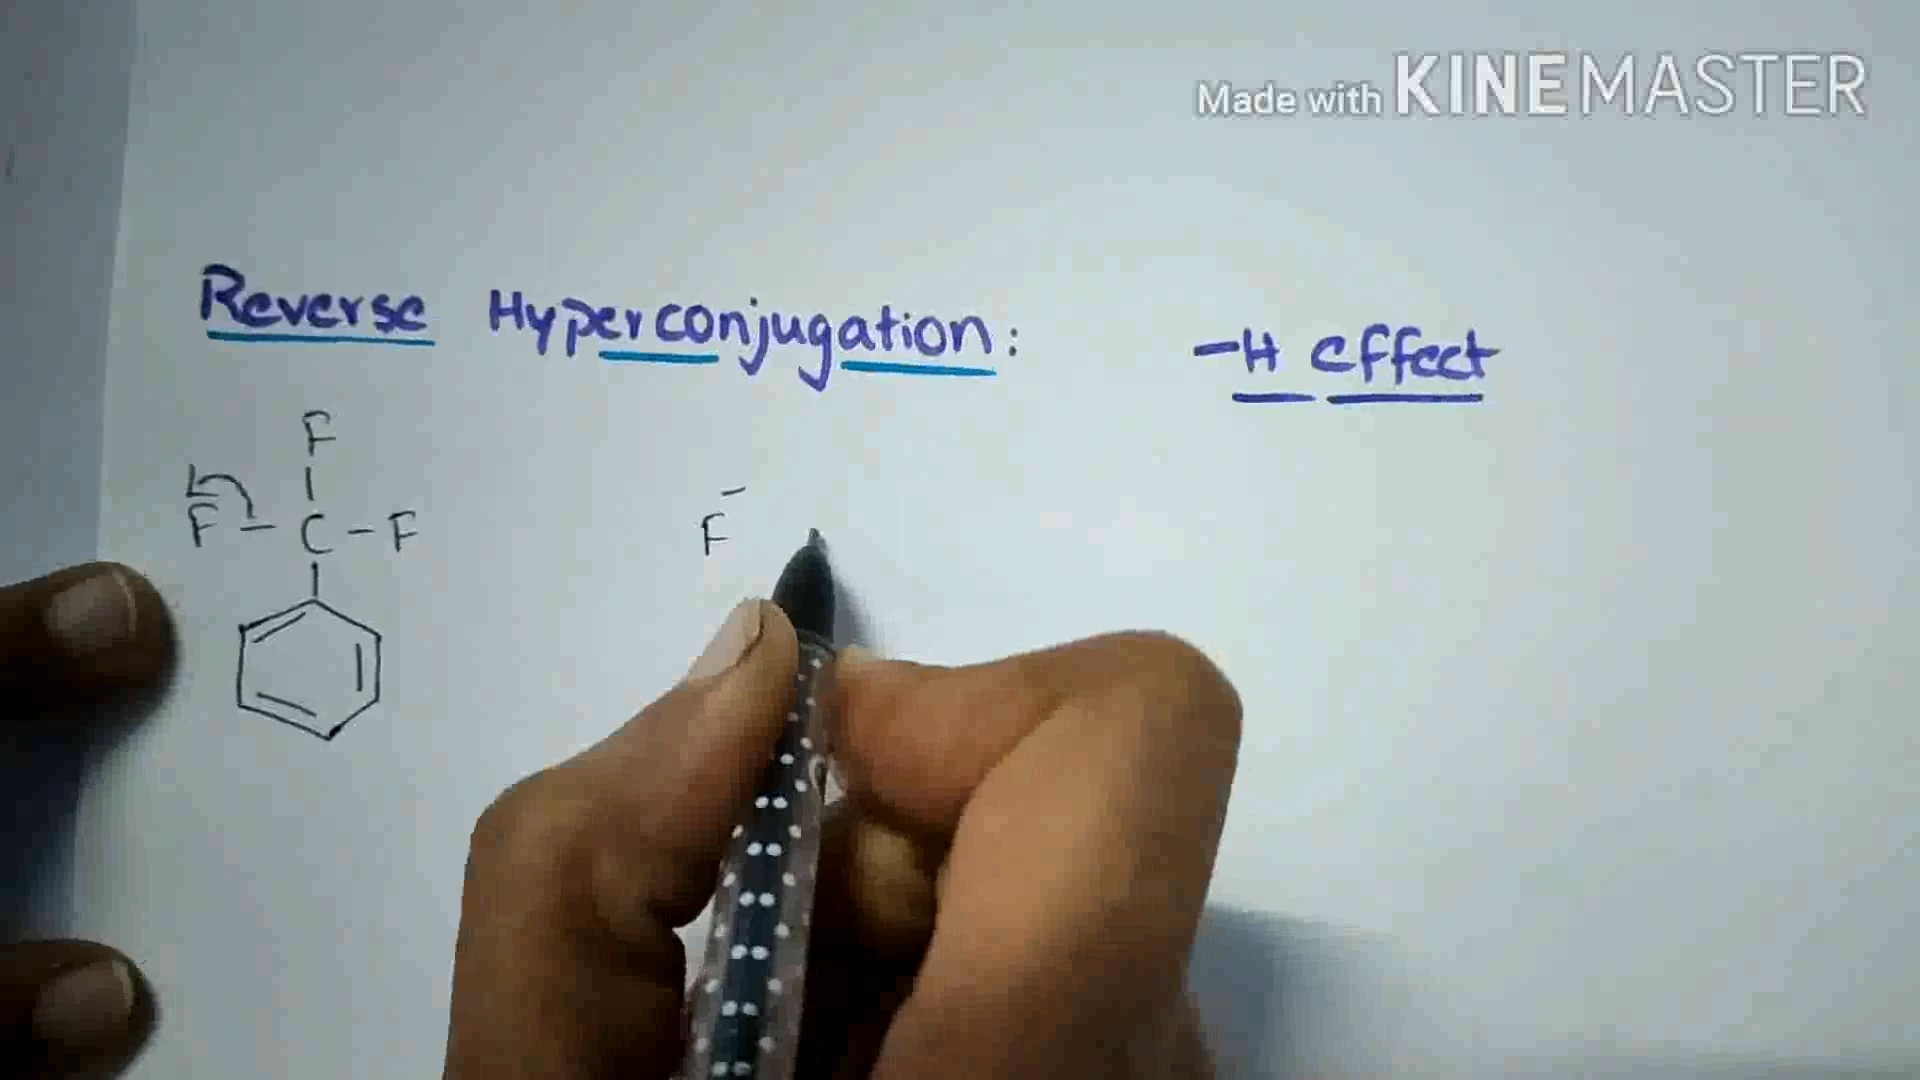 Made with KINEMASTER
Reverse Hyperconjugation: -H effect
F
F - C - F
F -